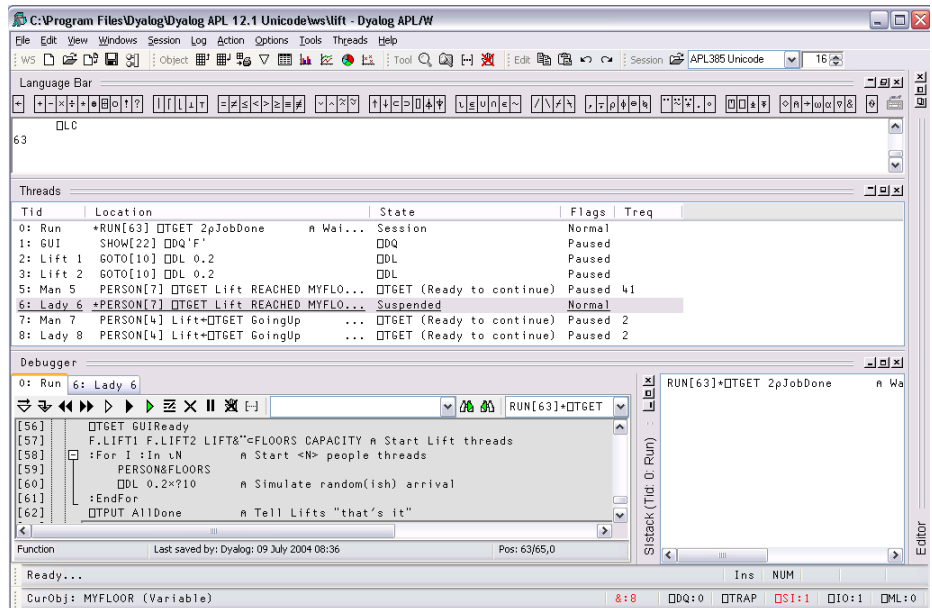 C:\Program Files\Dyalog\Dyalog APL 12.1 Unicode\ws\lift - Dyalog APL/W
File Edit View Windows Session Log Action Options Tools Threads Help
WS Object Tool Edit Session APL385 Unicode 16
Language Bar
← + - × ÷ * ⍟ ⌹ ○ ! ? | ⌈ ⌊ ⊥ ⊤ = ≠ ≤ < > ≥ ≡ ≢ ∨ ∧ ⍲ ⍱ ↑ ↓ ⊂ ⊃ ⌷ ⍋ ⍒ ⍳ ⍷ ∪ ∩ ∊ ~ / \ ⌿ ⍀ , ⍪ ⍴ ⌽ ⊖ ⍉ ¨ ⍨ ⍣ . ∘ ⍞ ⎕ ⍎ ⍕ ⋄ ⍝ → ⍵ ⍺ ∇ & ⍬
⎕LC
63
Threads
Tid Location State Flags Treq
0: Run *RUN[63] ⎕TGET 2⍴JobDone ⍝ Wai... Session Normal
1: GUI SHOW[22] ⎕DQ'F' ⎕DQ Paused
2: Lift 1 GOTO[10] ⎕DL 0.2 ⎕DL Paused
3: Lift 2 GOTO[10] ⎕DL 0.2 ⎕DL Paused
5: Man 5 PERSON[7] ⎕TGET Lift REACHED MYFLO... ⎕TGET (Ready to continue) Paused 41
6: Lady 6 *PERSON[7] ⎕TGET Lift REACHED MYFLO... Suspended Normal
7: Man 7 PERSON[4] Lift←⎕TGET GoingUp ... ⎕TGET (Ready to continue) Paused 2
8: Lady 8 PERSON[4] Lift←⎕TGET GoingUp ... ⎕TGET (Ready to continue) Paused 2
Debugger
0: Run 6: Lady 6
RUN[63]*⎕TGET
[56] ⎕TGET GUIReady
[57] F.LIFT1 F.LIFT2 LIFT&¨⊂FLOORS CAPACITY ⍝ Start Lift threads
[58] :For I :In ⍳N ⍝ Start <N> people threads
[59] PERSON&FLOORS
[60] ⎕DL 0.2×?10 ⍝ Simulate random(ish) arrival
[61] :EndFor
[62] ⎕TPUT AllDone ⍝ Tell Lifts "that's it"
Function Last saved by: Dyalog: 09 July 2004 08:36 Pos: 63/65,0
SIstack (Tid: 0: Run)
RUN[63]*⎕TGET 2⍴JobDone ⍝ Wa
Editor
Ready... Ins NUM
CurObj: MYFLOOR (Variable) &:8 ⎕DQ:0 ⎕TRAP ⎕SI:1 ⎕IO:1 ⎕ML:0